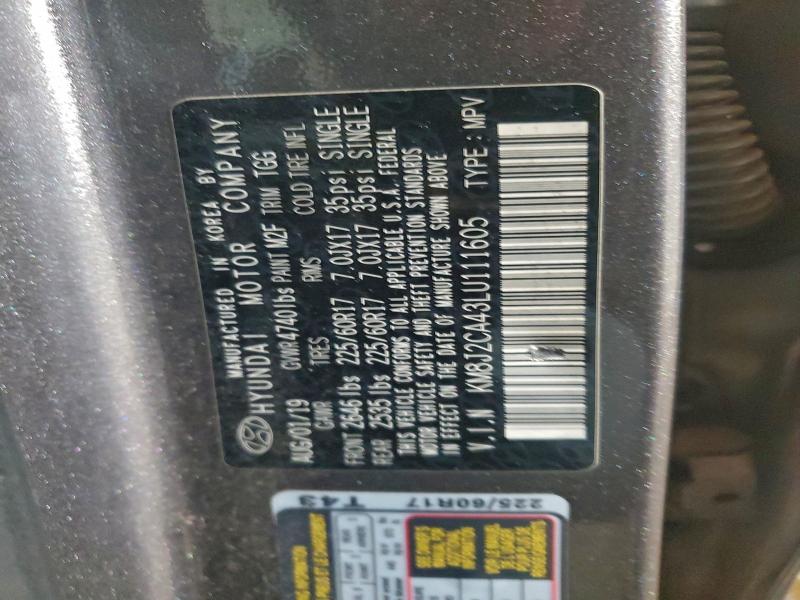 MANUFACTURED IN KOREA BY
HYUNDAI MOTOR COMPANY
AUG/01/19 GVWR 4740 lbs PAINT M2F TRIM TGG
GAWR TIRES RIMS COLD TIRE INFL
FRONT 2646 lbs 225/60R17 7.0JX17 35psi SINGLE
REAR 2535 lbs 225/60R17 7.0JX17 35psi SINGLE
THIS VEHICLE CONFORMS TO ALL APPLICABLE U.S.A. FEDERAL
MOTOR VEHICLE SAFETY AND THEFT PREVENTION STANDARDS
IN EFFECT ON THE DATE OF MANUFACTURE SHOWN ABOVE
V.I.N KM8J2CA43LU111605 TYPE : MPV
225/60R17
T43